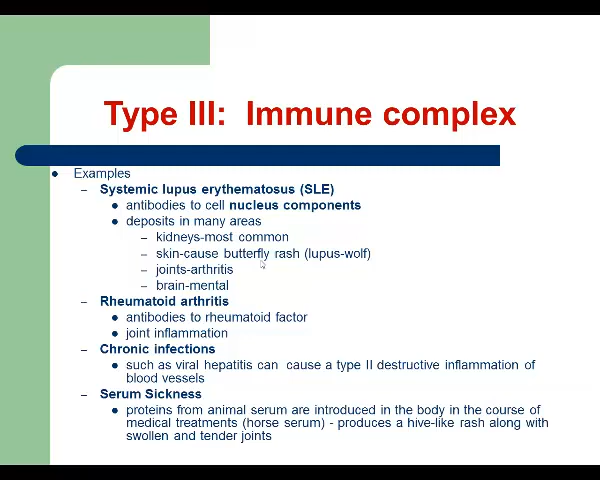 Type III:  Immune complex
• Examples
– Systemic lupus erythematosus (SLE)
• antibodies to cell nucleus components
• deposits in many areas
– kidneys-most common
– skin-cause butterfly rash (lupus-wolf)
– joints-arthritis
– brain-mental
– Rheumatoid arthritis
• antibodies to rheumatoid factor
• joint inflammation
– Chronic infections
• such as viral hepatitis can  cause a type II destructive inflammation of
blood vessels
– Serum Sickness
• proteins from animal serum are introduced in the body in the course of
medical treatments (horse serum) - produces a hive-like rash along with
swollen and tender joints